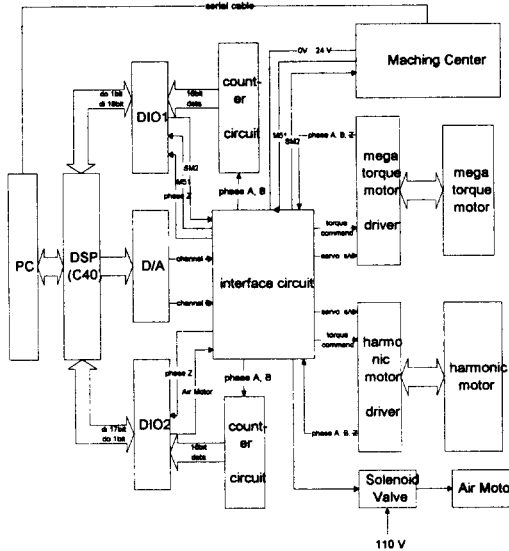 serial cable
0V 24 V
Maching Center
do 1bit
di 18bit
DIO1
16bit
data
count-
er
circuit
M51
SM2
phase A, B, Z
mega
torque
motor
driver
mega
torque
motor
SM2
M51
phase Z
phase A, B
PC
DSP
(C40
D/A
channel
channel
interface circuit
torque
command
servo
servo
torque
command
harmo
nic
motor
driver
harmonic
motor
phase Z
Air Motor
phase A, B
phase A, B, Z
di 17bit
do 1bit
DIO2
16bit
data
count-
er
circuit
Solenoid
Valve
Air Moto
110 V